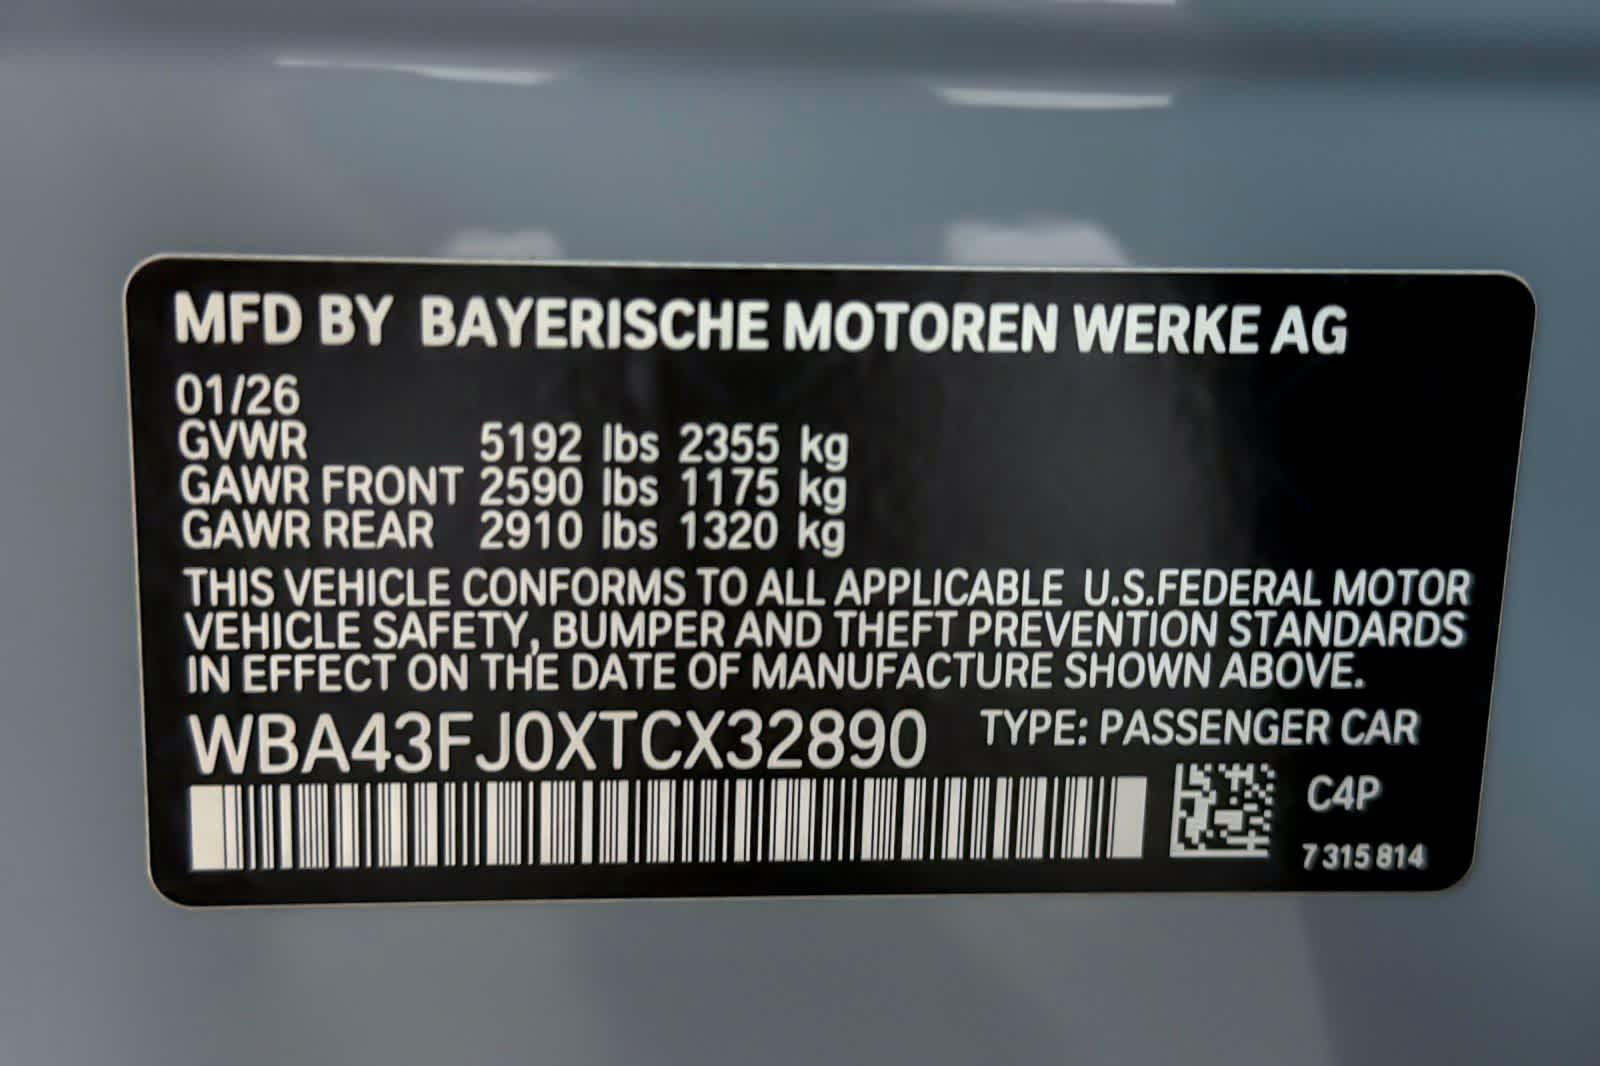 MFD BY BAYERISCHE MOTOREN WERKE AG
01/26
GVWR 5192 lbs 2355 kg
GAWR FRONT 2590 lbs 1175 kg
GAWR REAR 2910 lbs 1320 kg
THIS VEHICLE CONFORMS TO ALL APPLICABLE U.S.FEDERAL MOTOR
VEHICLE SAFETY, BUMPER AND THEFT PREVENTION STANDARDS
IN EFFECT ON THE DATE OF MANUFACTURE SHOWN ABOVE.
WBA43FJ0XTCX32890 TYPE: PASSENGER CAR
C4P
7 315 814